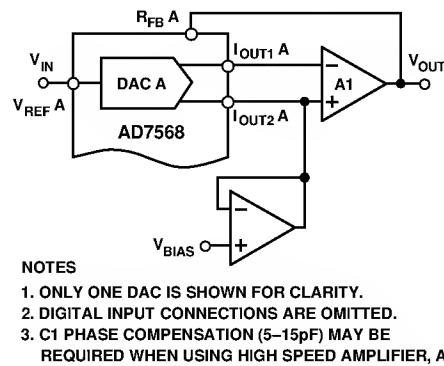 R_FB A
V_IN
I_OUT1 A
V_OUT
DAC A
A1
V_REF A
I_OUT2 A
AD7568
V_BIAS
NOTES
1. ONLY ONE DAC IS SHOWN FOR CLARITY.
2. DIGITAL INPUT CONNECTIONS ARE OMITTED.
3. C1 PHASE COMPENSATION (5–15pF) MAY BE
REQUIRED WHEN USING HIGH SPEED AMPLIFIER, A